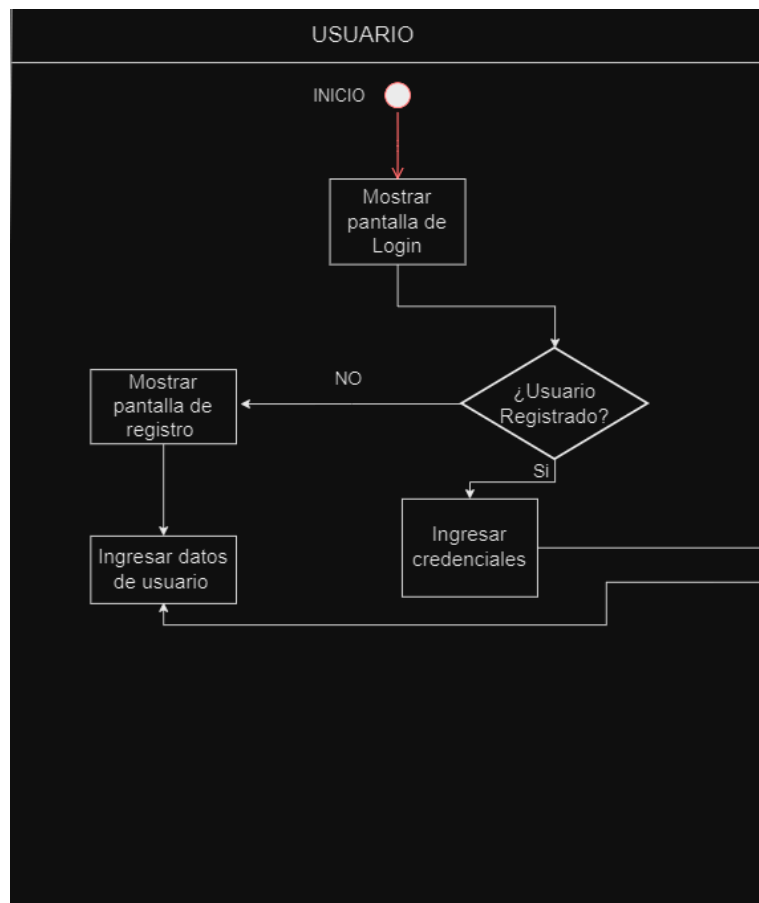 USUARIO
INICIO
Mostrar
pantalla de
Login
¿Usuario
Registrado?
NO
Mostrar
pantalla de
registro
Si
Ingresar
credenciales
Ingresar datos
de usuario